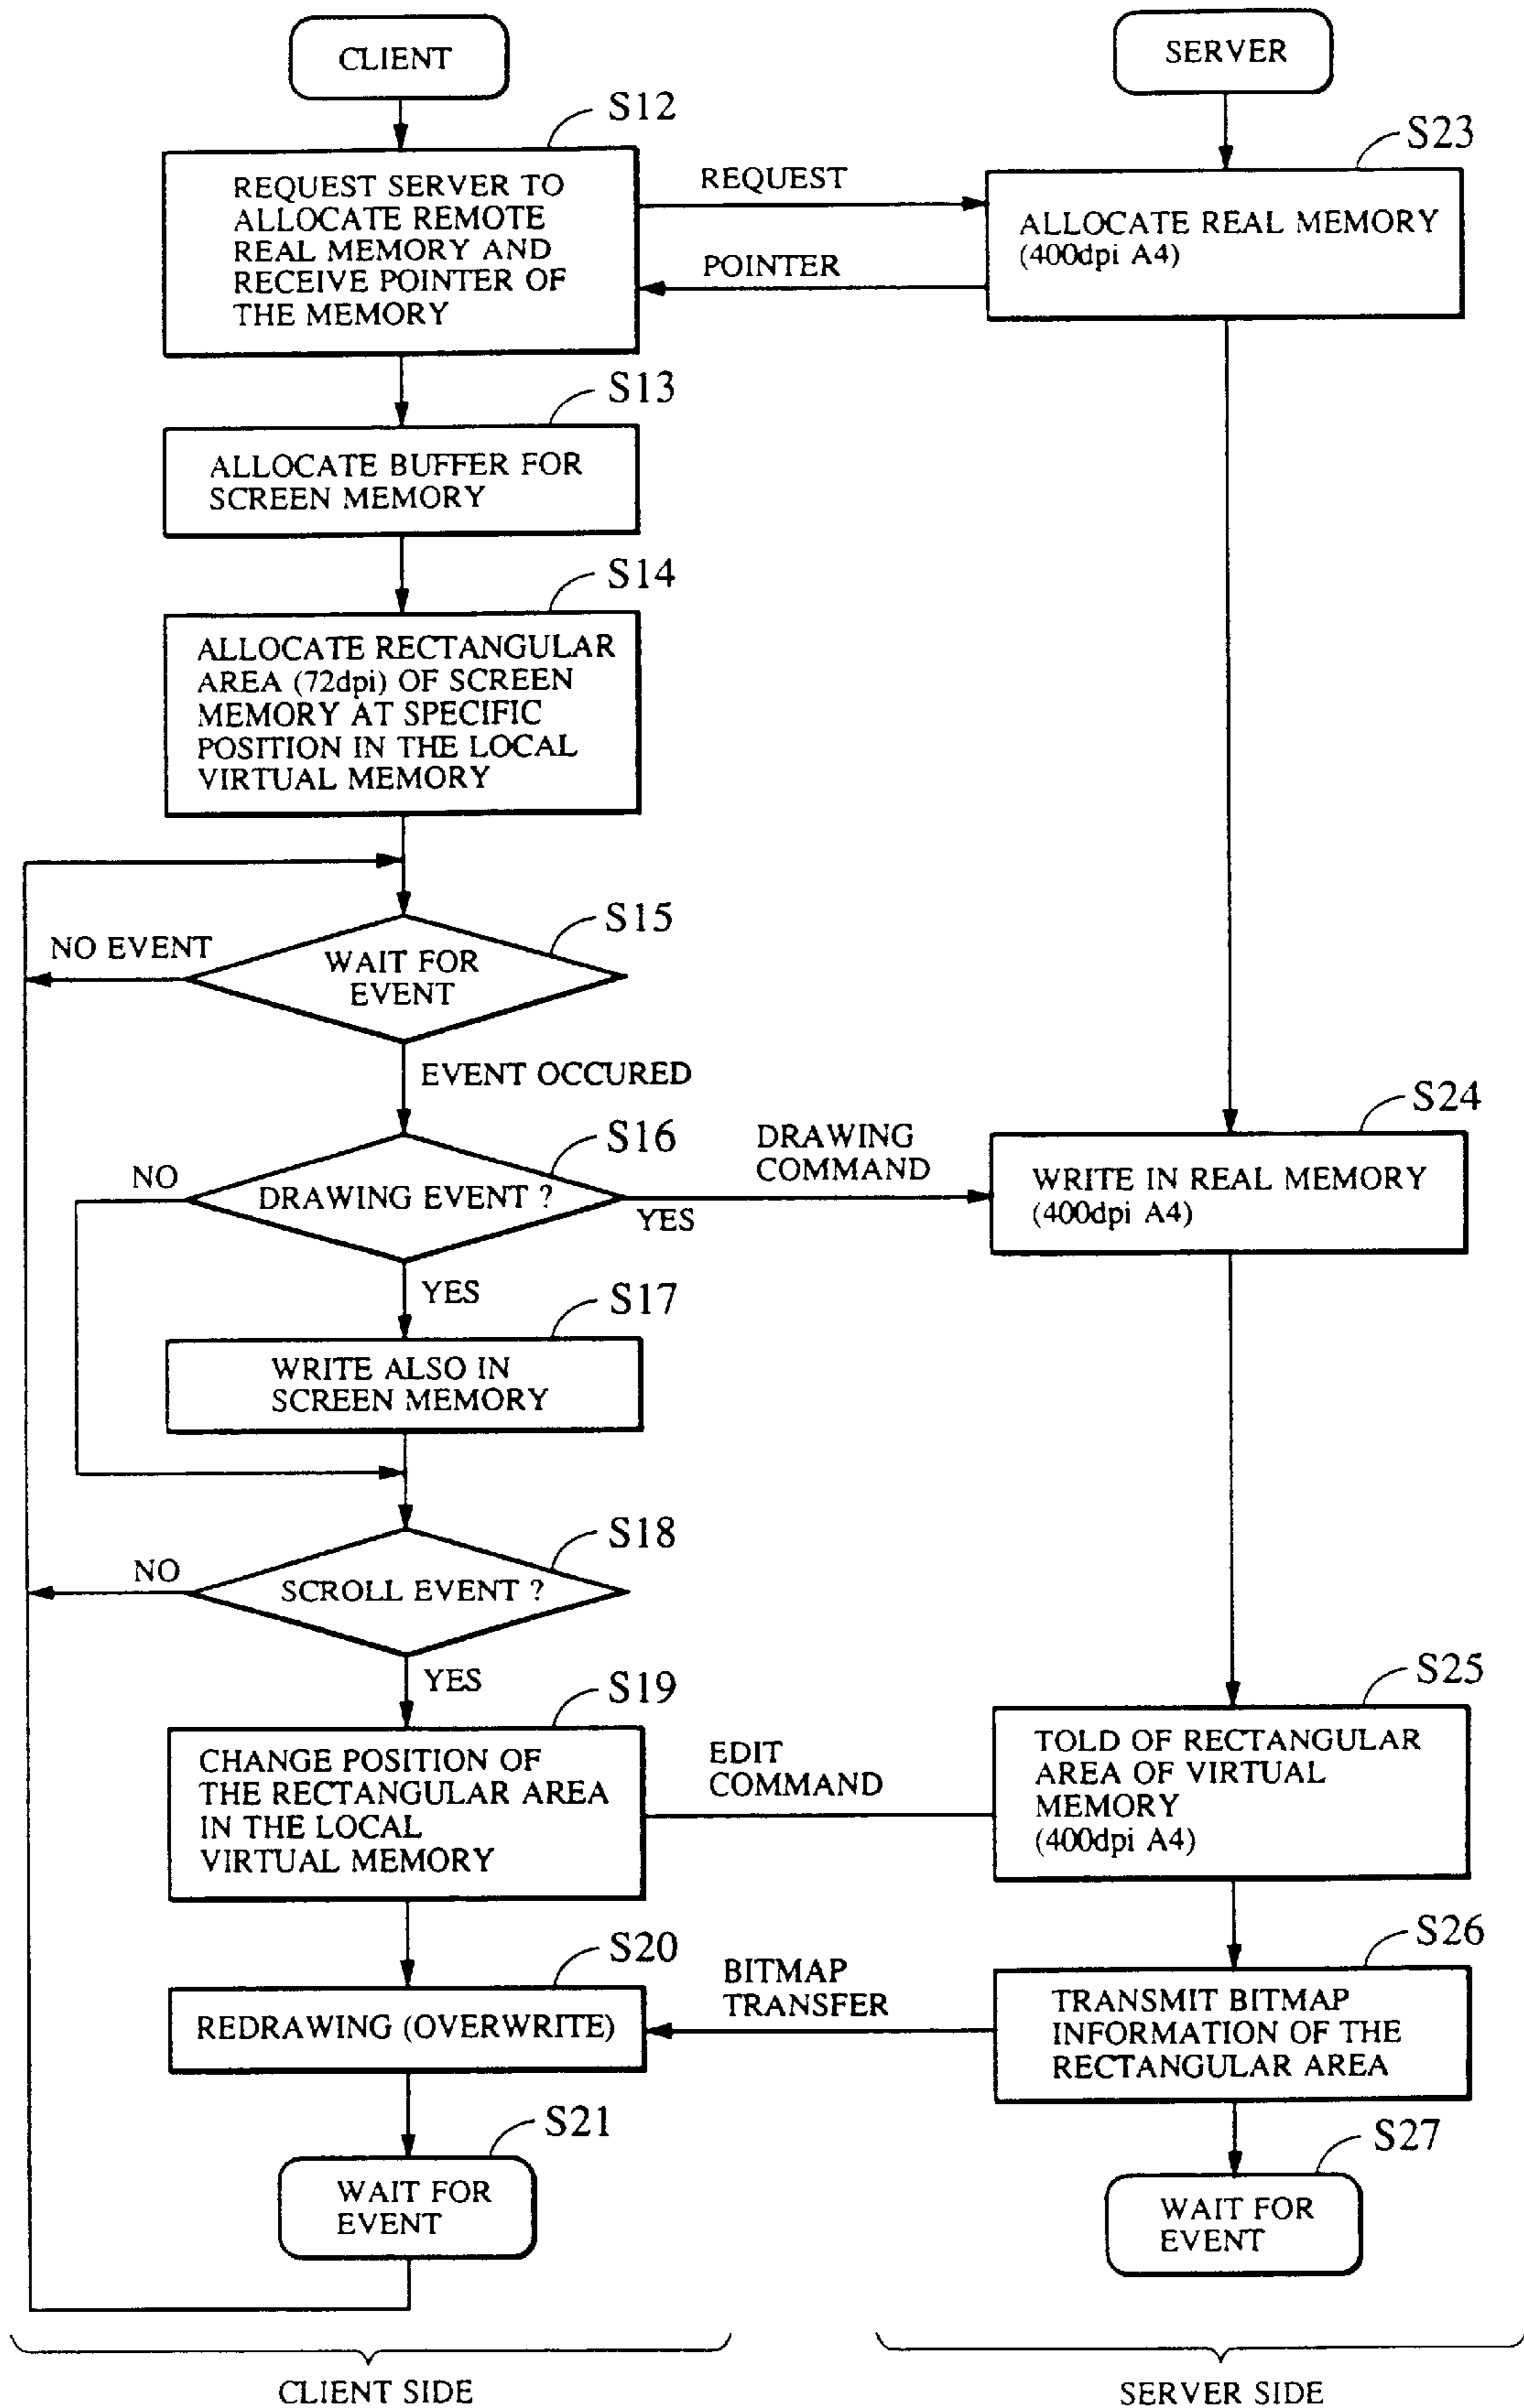 CLIENT
SERVER
S12
S23
REQUEST SERVER TO
ALLOCATE REMOTE
REAL MEMORY AND
RECEIVE POINTER OF
THE MEMORY
REQUEST
POINTER
ALLOCATE REAL MEMORY
(400dpi A4)
S13
ALLOCATE BUFFER FOR
SCREEN MEMORY
S14
ALLOCATE RECTANGULAR
AREA (72dpi) OF SCREEN
MEMORY AT SPECIFIC
POSITION IN THE LOCAL
VIRTUAL MEMORY
S15
NO EVENT
WAIT FOR
EVENT
EVENT OCCURED
S16
NO
DRAWING EVENT ?
YES
DRAWING
COMMAND
S24
WRITE IN REAL MEMORY
(400dpi A4)
YES
S17
WRITE ALSO IN
SCREEN MEMORY
S18
NO
SCROLL EVENT ?
YES
S19
CHANGE POSITION OF
THE RECTANGULAR AREA
IN THE LOCAL
VIRTUAL MEMORY
EDIT
COMMAND
S25
TOLD OF RECTANGULAR
AREA OF VIRTUAL
MEMORY
(400dpi A4)
S20
REDRAWING (OVERWRITE)
BITMAP
TRANSFER
S26
TRANSMIT BITMAP
INFORMATION OF THE
RECTANGULAR AREA
S21
WAIT FOR
EVENT
S27
WAIT FOR
EVENT
CLIENT SIDE
SERVER SIDE